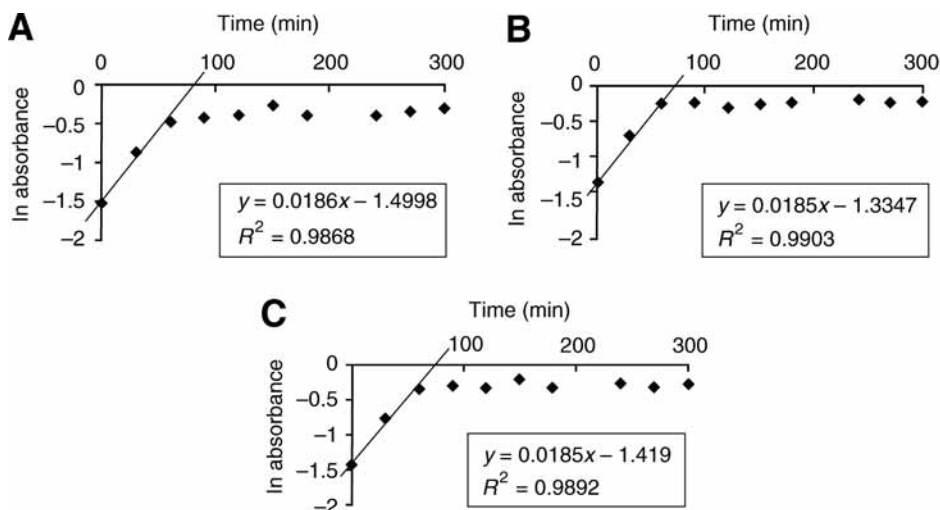 A
Time (min)
0 100 200 300
0
−0.5
−1
−1.5
−2
ln absorbance
y = 0.0186x − 1.4998
R² = 0.9868
B
Time (min)
0 100 200 300
0
−0.5
−1
−1.5
−2
ln absorbance
y = 0.0185x − 1.3347
R² = 0.9903
C
Time (min)
100 200 300
0
−0.5
−1
−1.5
−2
ln absorbance
y = 0.0185x − 1.419
R² = 0.9892